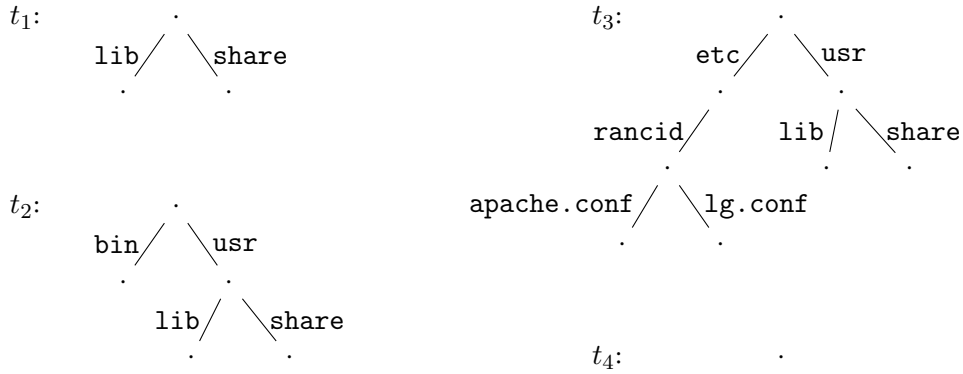 t1:
lib share
t2:
bin usr
lib share
t3:
etc usr
rancid lib share
apache.conf lg.conf
t4: